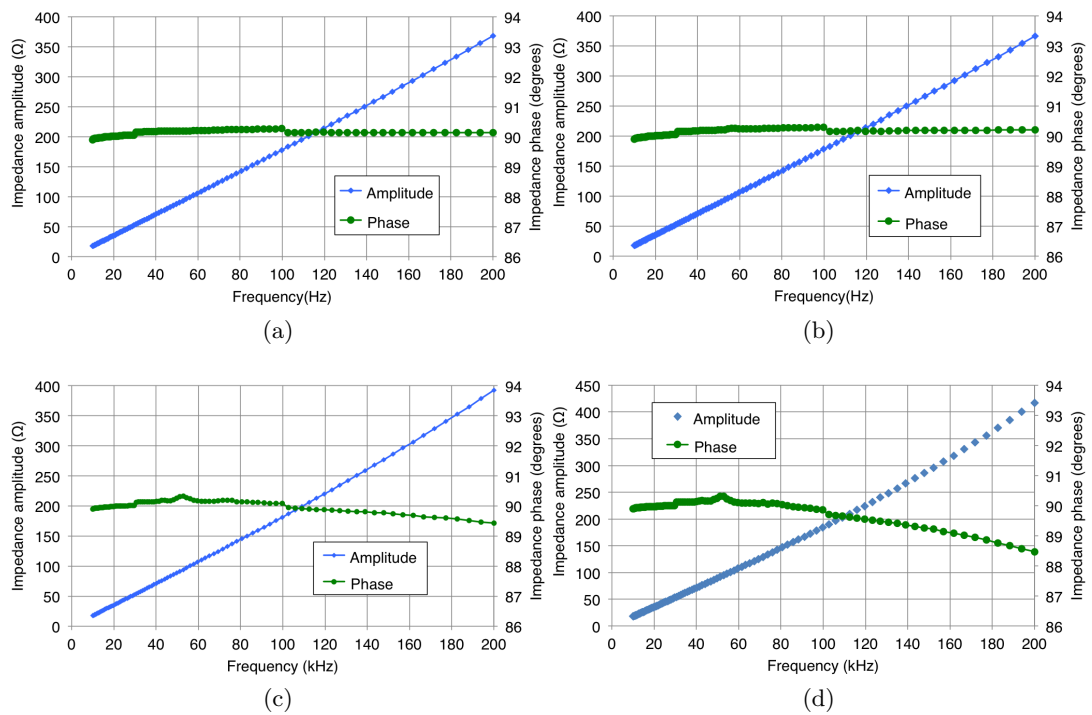 400
350
300
250
200
150
100
50
0
Impedance amplitude (Ω)
94
93
92
91
90
89
88
87
86
Impedance phase (degrees)
Amplitude
Phase
0 20 40 60 80 100 120 140 160 180 200
Frequency(Hz)
(a)
400
350
300
250
200
150
100
50
0
Impedance amplitude (Ω)
94
93
92
91
90
89
88
87
86
Impedance phase (degrees)
Amplitude
Phase
0 20 40 60 80 100 120 140 160 180 200
Frequency(Hz)
(b)
400
350
300
250
200
150
100
50
0
Impedance amplitude (Ω)
94
93
92
91
90
89
88
87
86
Impedance phase (degrees)
Amplitude
Phase
0 20 40 60 80 100 120 140 160 180 200
Frequency (kHz)
(c)
450
400
350
300
250
200
150
100
50
0
Impedance amplitude (Ω)
94
93
92
91
90
89
88
87
86
Impedance phase (degrees)
Amplitude
Phase
0 20 40 60 80 100 120 140 160 180 200
Frequency (kHz)
(d)